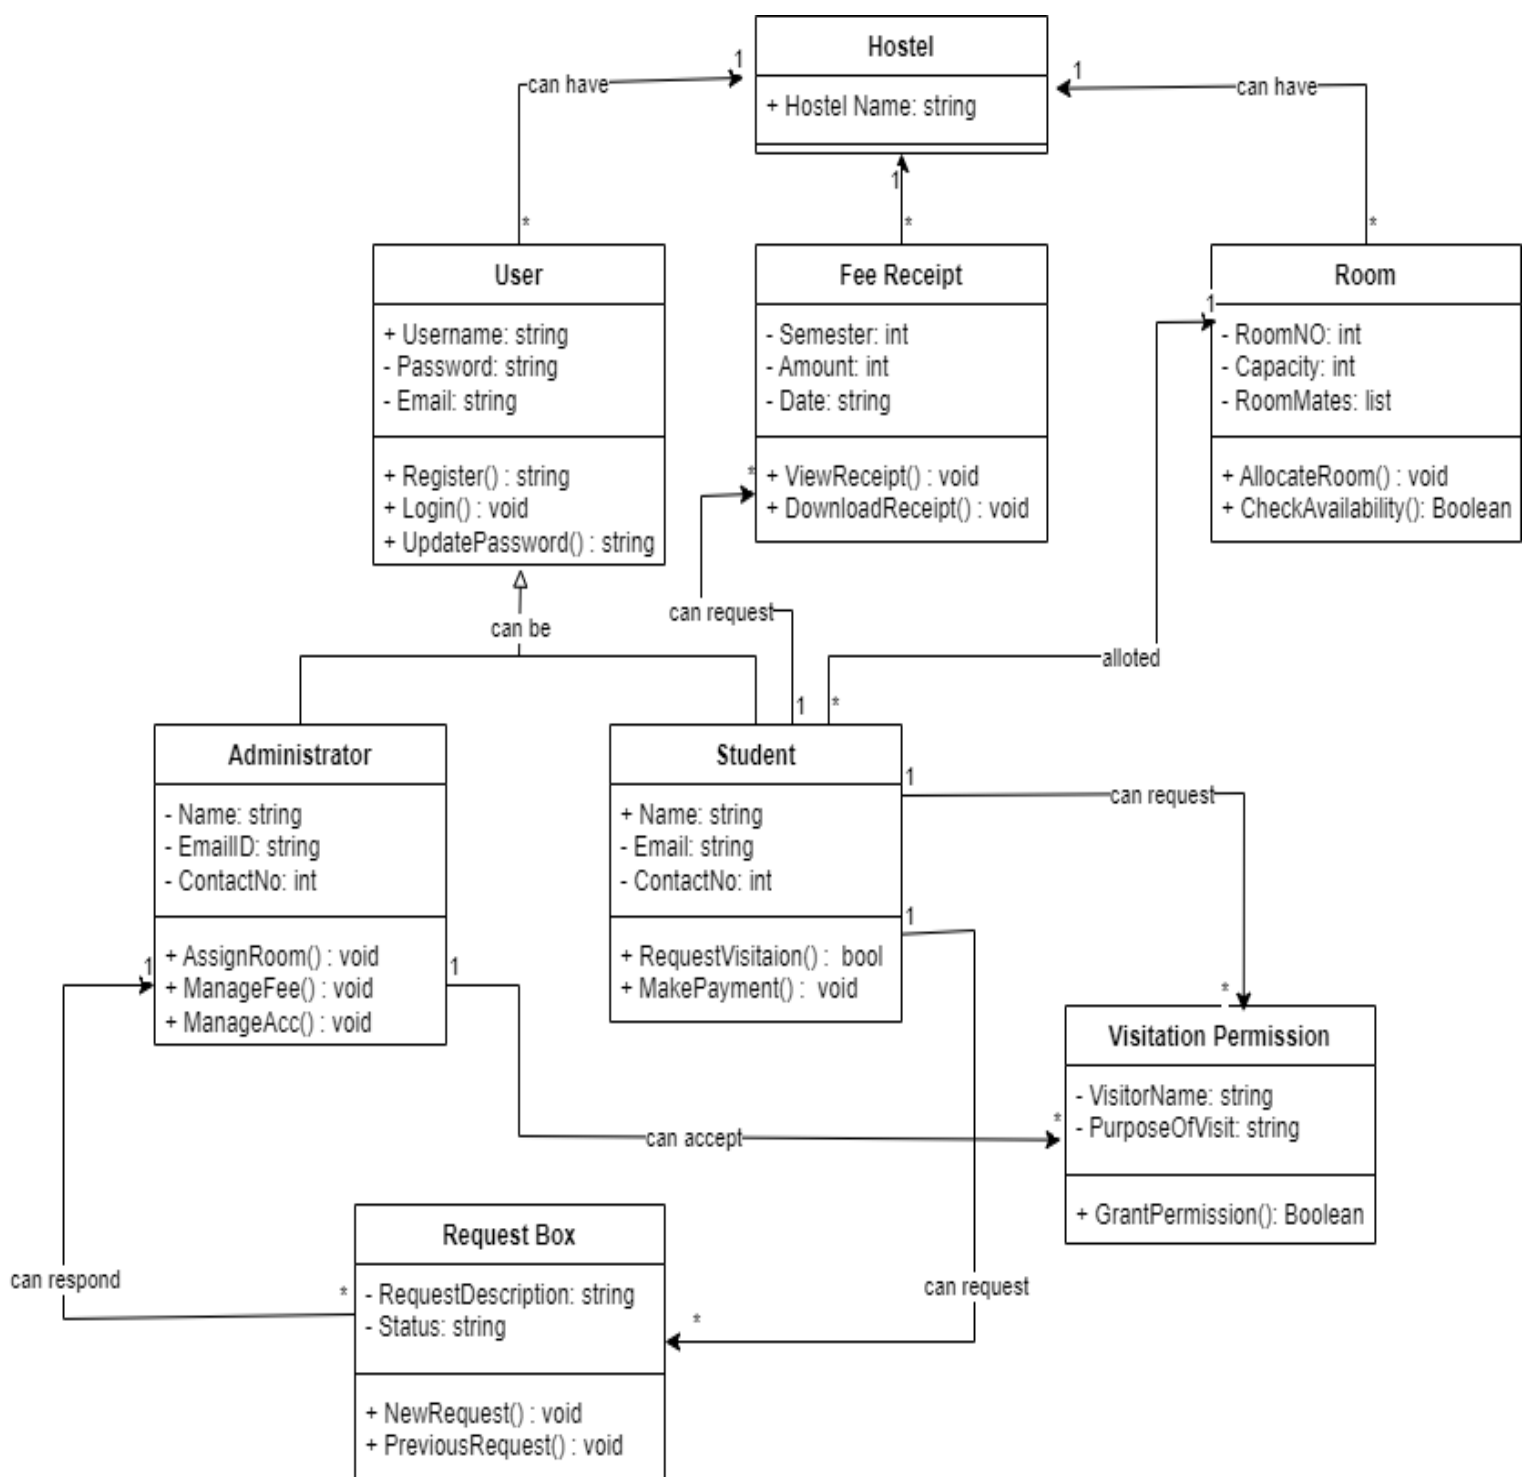 Hostel
+ Hostel Name: string
can have
1
*
1
*
can have
1
*
User
+ Username: string
- Password: string
- Email: string
+ Register() : string
+ Login() : void
+ UpdatePassword() : string
Fee Receipt
- Semester: int
- Amount: int
- Date: string
+ ViewReceipt() : void
+ DownloadReceipt() : void
Room
- RoomNO: int
- Capacity: int
- RoomMates: list
+ AllocateRoom() : void
+ CheckAvailability(): Boolean
can be
*
can request
1
1
alloted
*
Administrator
- Name: string
- EmailID: string
- ContactNo: int
+ AssignRoom() : void
+ ManageFee() : void
+ ManageAcc() : void
Student
+ Name: string
- Email: string
- ContactNo: int
+ RequestVisitaion() : bool
+ MakePayment() : void
1
can request
*
1
can request
*
1
can accept
*
1
can respond
*
Visitation Permission
- VisitorName: string
- PurposeOfVisit: string
+ GrantPermission(): Boolean
Request Box
- RequestDescription: string
- Status: string
+ NewRequest() : void
+ PreviousRequest() : void